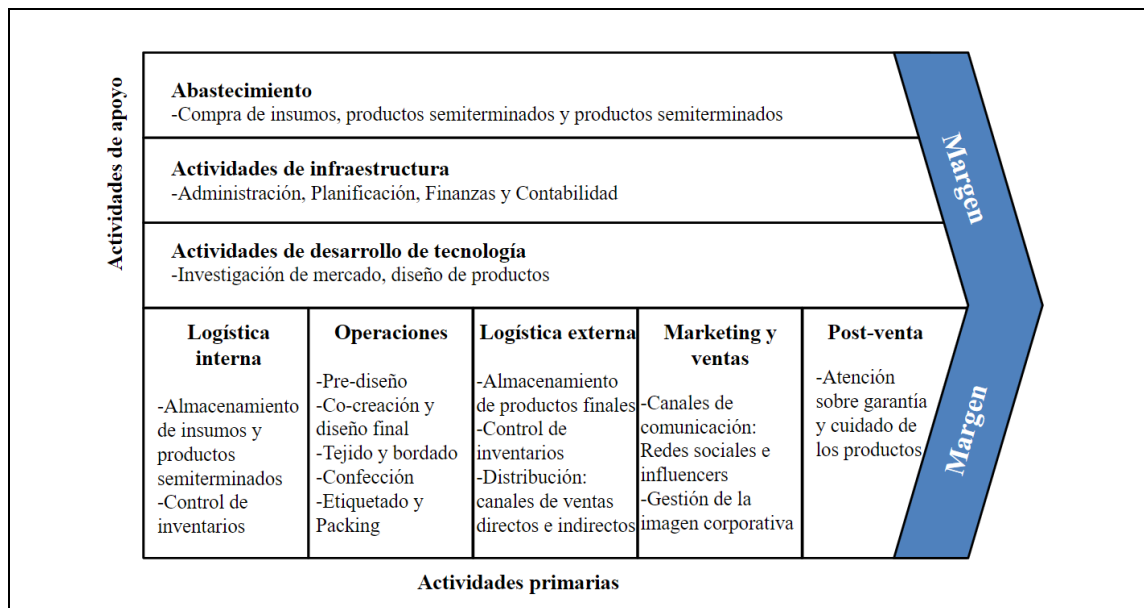 Actividades de apoyo
Abastecimiento
-Compra de insumos, productos semiterminados y productos semiterminados
Actividades de infraestructura
-Administración, Planificación, Finanzas y Contabilidad
Actividades de desarrollo de tecnología
-Investigación de mercado, diseño de productos
Margen
Logística
interna
-Almacenamiento
de insumos y
productos
semiterminados
-Control de
inventarios
Operaciones
-Pre-diseño
-Co-creación y
diseño final
-Tejido y bordado
-Confección
-Etiquetado y
Packing
Logística externa
-Almacenamiento
de productos finales
-Control de
inventarios
-Distribución:
canales de ventas
directos e indirectos
Marketing y
ventas
-Canales de
comunicación:
Redes sociales e
influencers
-Gestión de la
imagen corporativa
Post-venta
-Atención
sobre garantía
y cuidado de
los productos
Margen
Actividades primarias